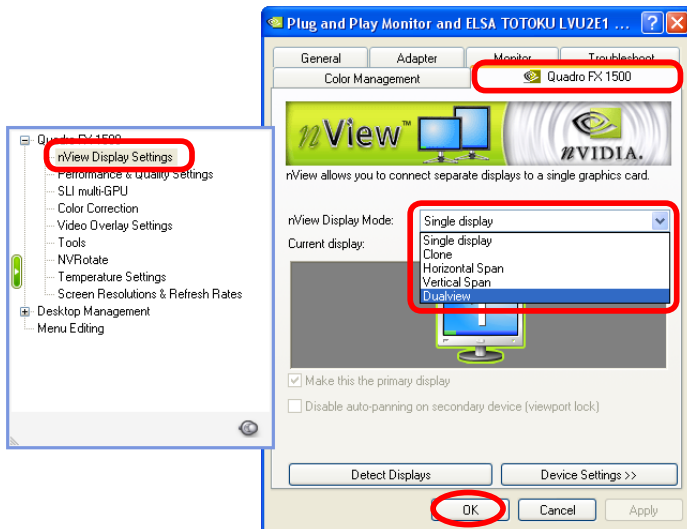 Plug and Play Monitor and ELSA TOTOKU LVU2E1 ...
General Adapter Monitor Troubleshoot
Color Management Quadro FX 1500
nView™
NVIDIA.
nView allows you to connect separate displays to a single graphics card.
nView Display Mode: Single display
Current display: Single display
Clone
Horizontal Span
Vertical Span
Dualview
1
Make this the primary display
Disable auto-panning on secondary device (viewport lock)
Detect Displays Device Settings >>
OK Cancel Apply
Quadro FX 1500
nView Display Settings
Performance & Quality Settings
SLI multi-GPU
Color Correction
Video Overlay Settings
Tools
NVRotate
Temperature Settings
Screen Resolutions & Refresh Rates
Desktop Management
Menu Editing